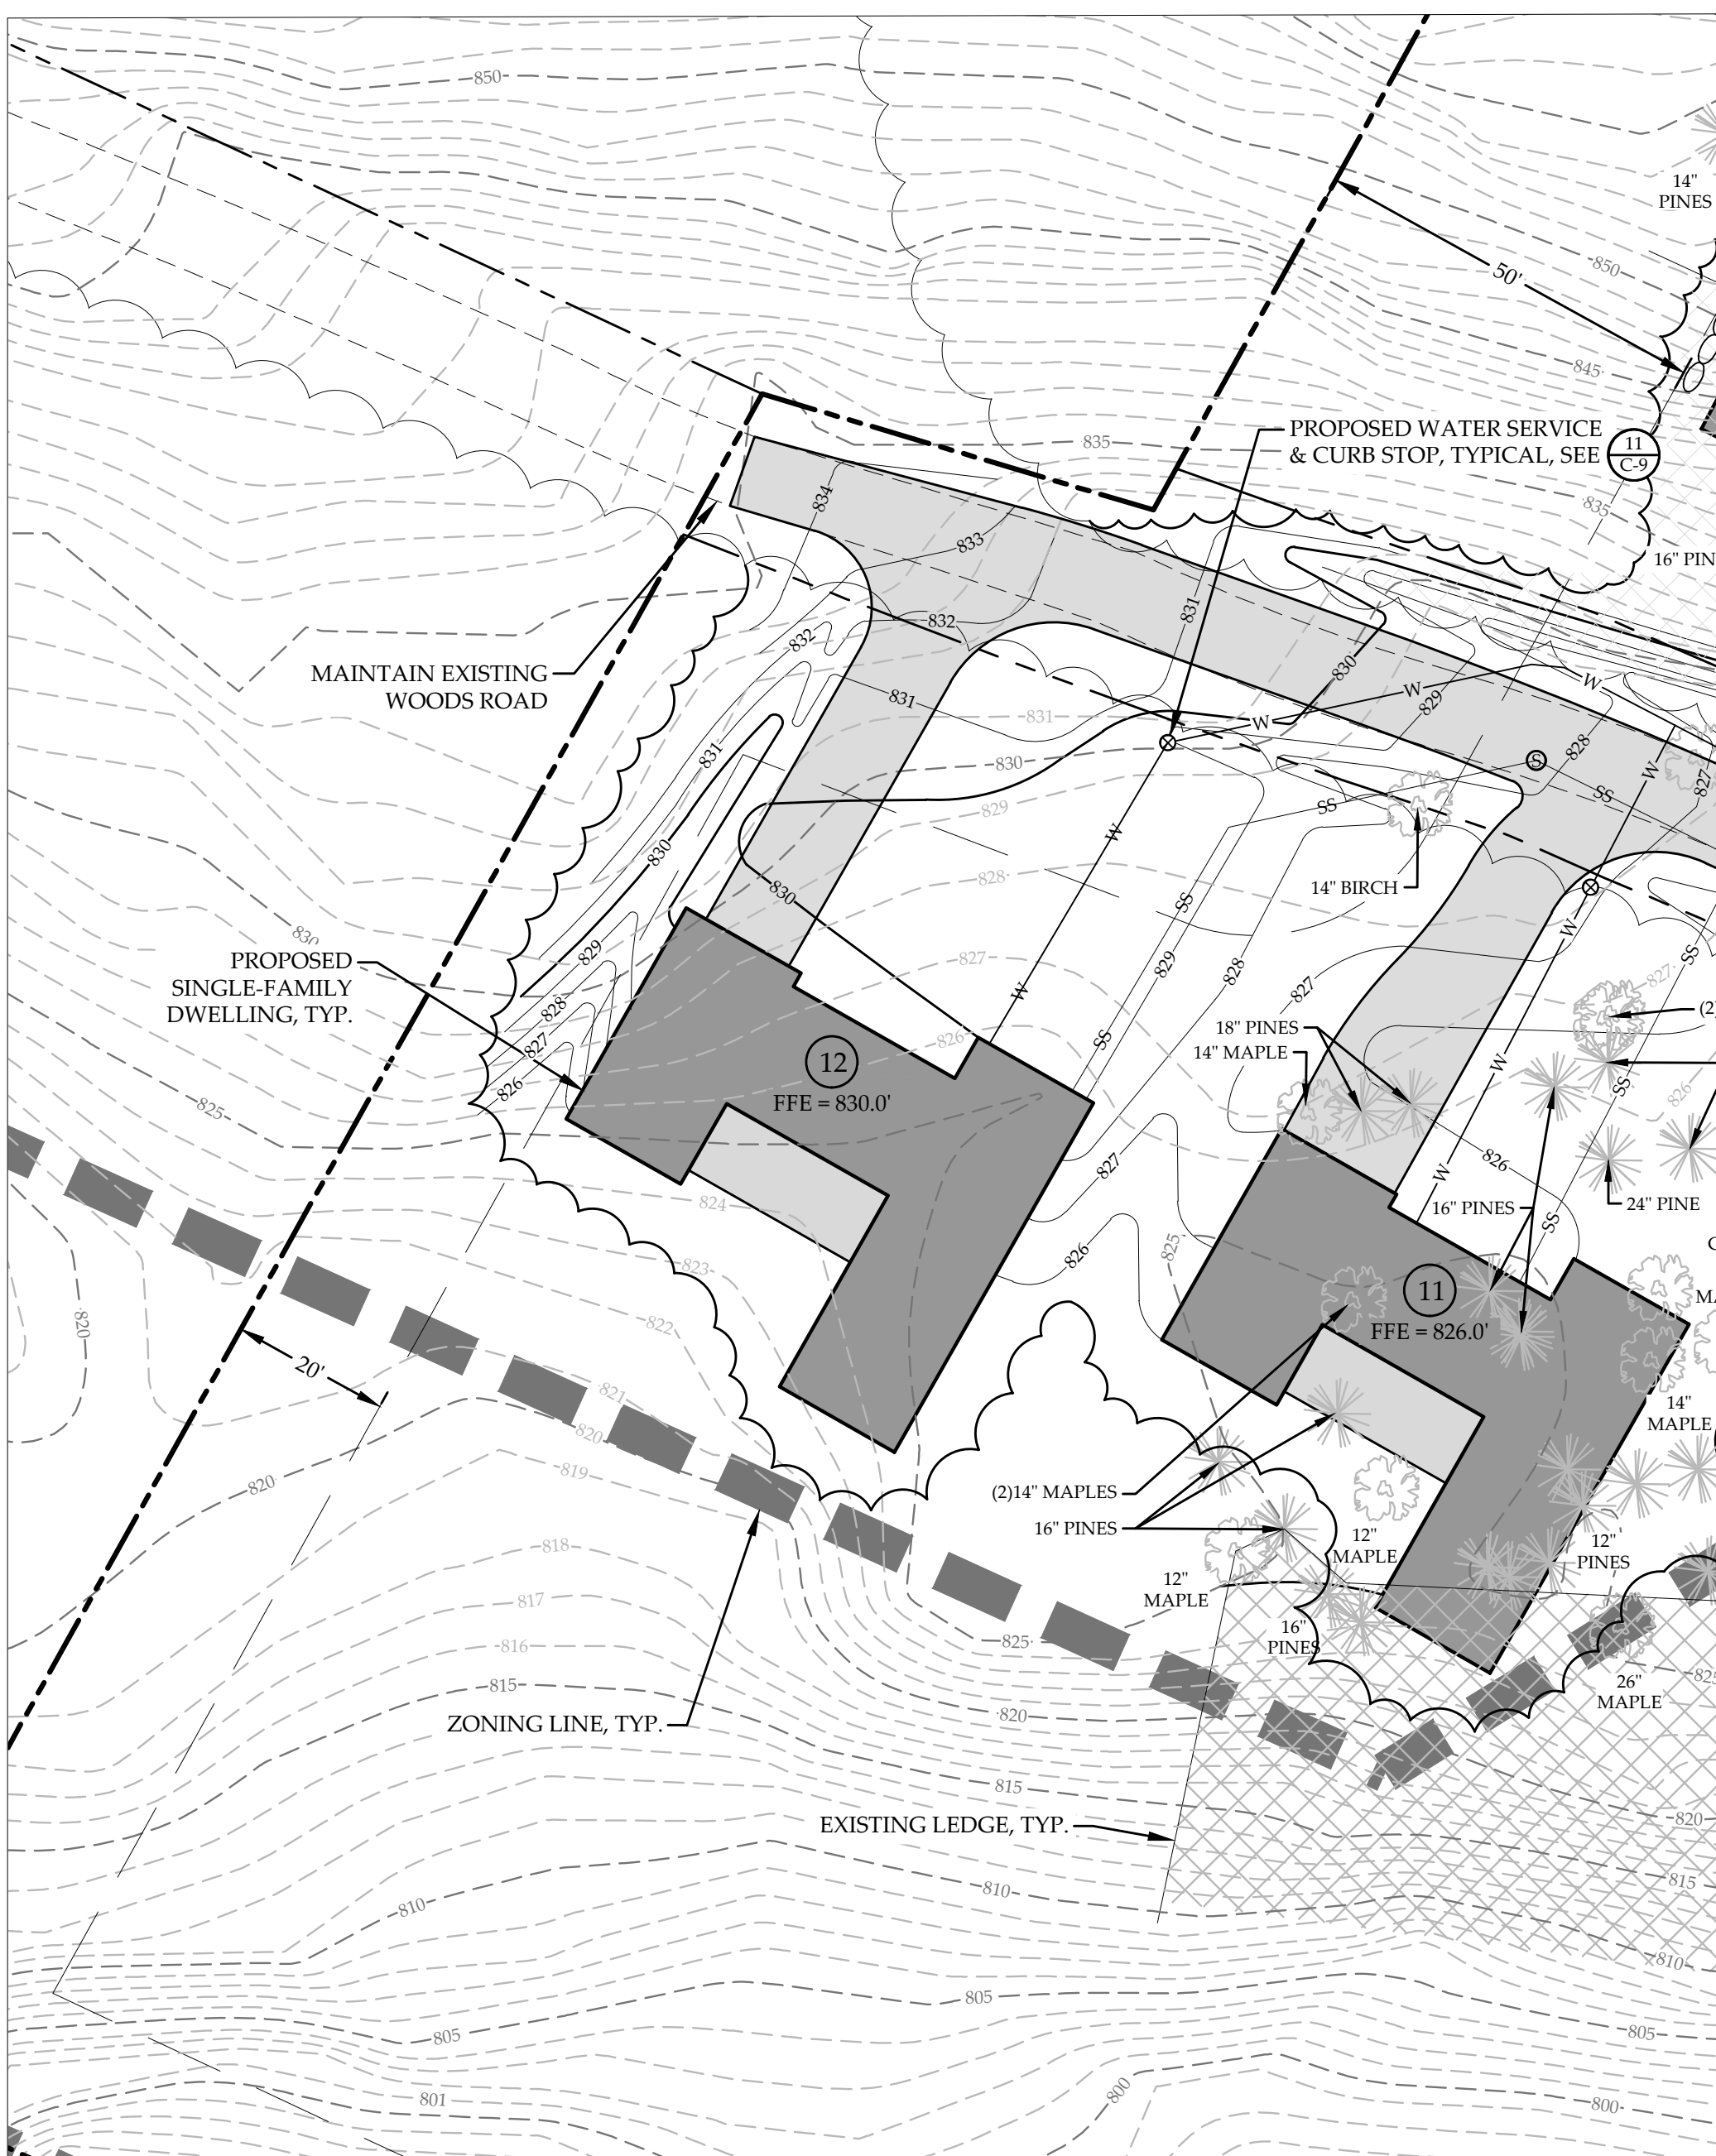 850
14"
PINES
850
50'
845
PROPOSED WATER SERVICE
& CURB STOP, TYPICAL, SEE
11
C-9
835
835
834
833
16" PIN
831
832
832
MAINTAIN EXISTING
WOODS ROAD
830
W
W
829
831
831
W
831
830
828
S
W
827
SS
829
SS
W
830
828
14" BIRCH
830
SS
W
830
PROPOSED
SINGLE-FAMILY
DWELLING, TYP.
829
827
829
828
827
SS
827
W
828
(2)
827
826
SS
18" PINES
14" MAPLE
12
FFE = 830.0'
826
W
SS
826
825
827
826
W
24" PINE
16" PINES
824
SS
826
825
823
C
11
FFE = 826.0'
MA
820
822
20'
821
14"
MAPLE
820
819
820
(2)14" MAPLES
16" PINES
12"
MAPLE
12"
PINES
818
12"
MAPLE
817
816
825
16"
PINES
825
26"
MAPLE
815
820
ZONING LINE, TYP.
815
820
EXISTING LEDGE, TYP.
815
810
810
810
805
805
805
801
800
800